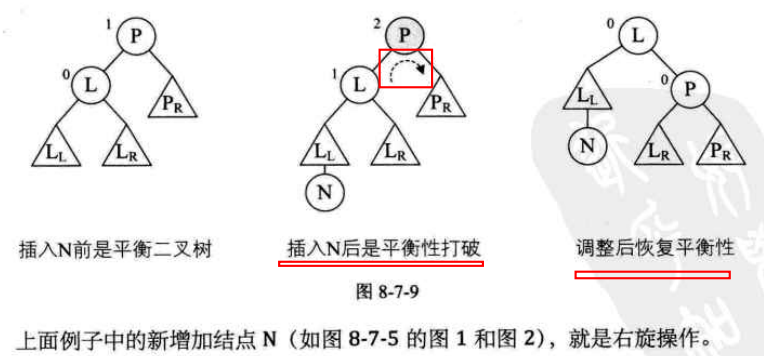 1 P
2 P
0 L
0 L
1 L
0 P
P_R
P_R
L_L
L_L L_R
L_L L_R
L_R P_R
N
N
插入N前是平衡二叉树 插入N后是平衡性打破 调整后恢复平衡性
图 8-7-9
上面例子中的新增加结点 N（如图 8-7-5 的图 1 和图 2），就是右旋操作。